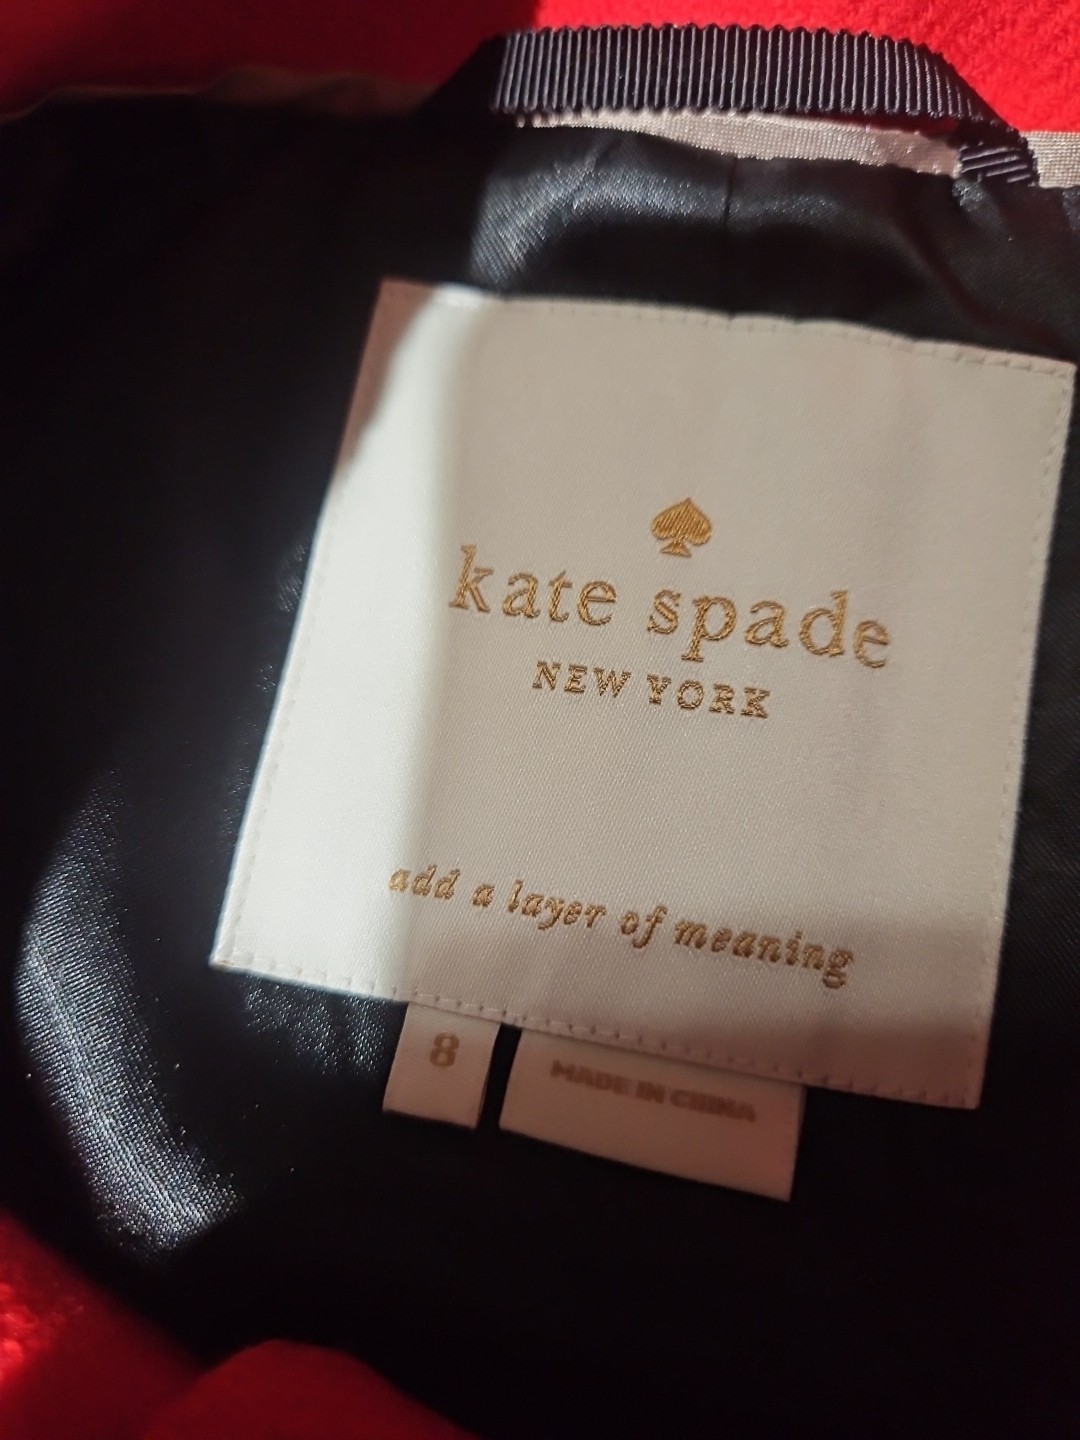 kate spade
NEW YORK
add a layer of meaning
8
MADE IN CHINA